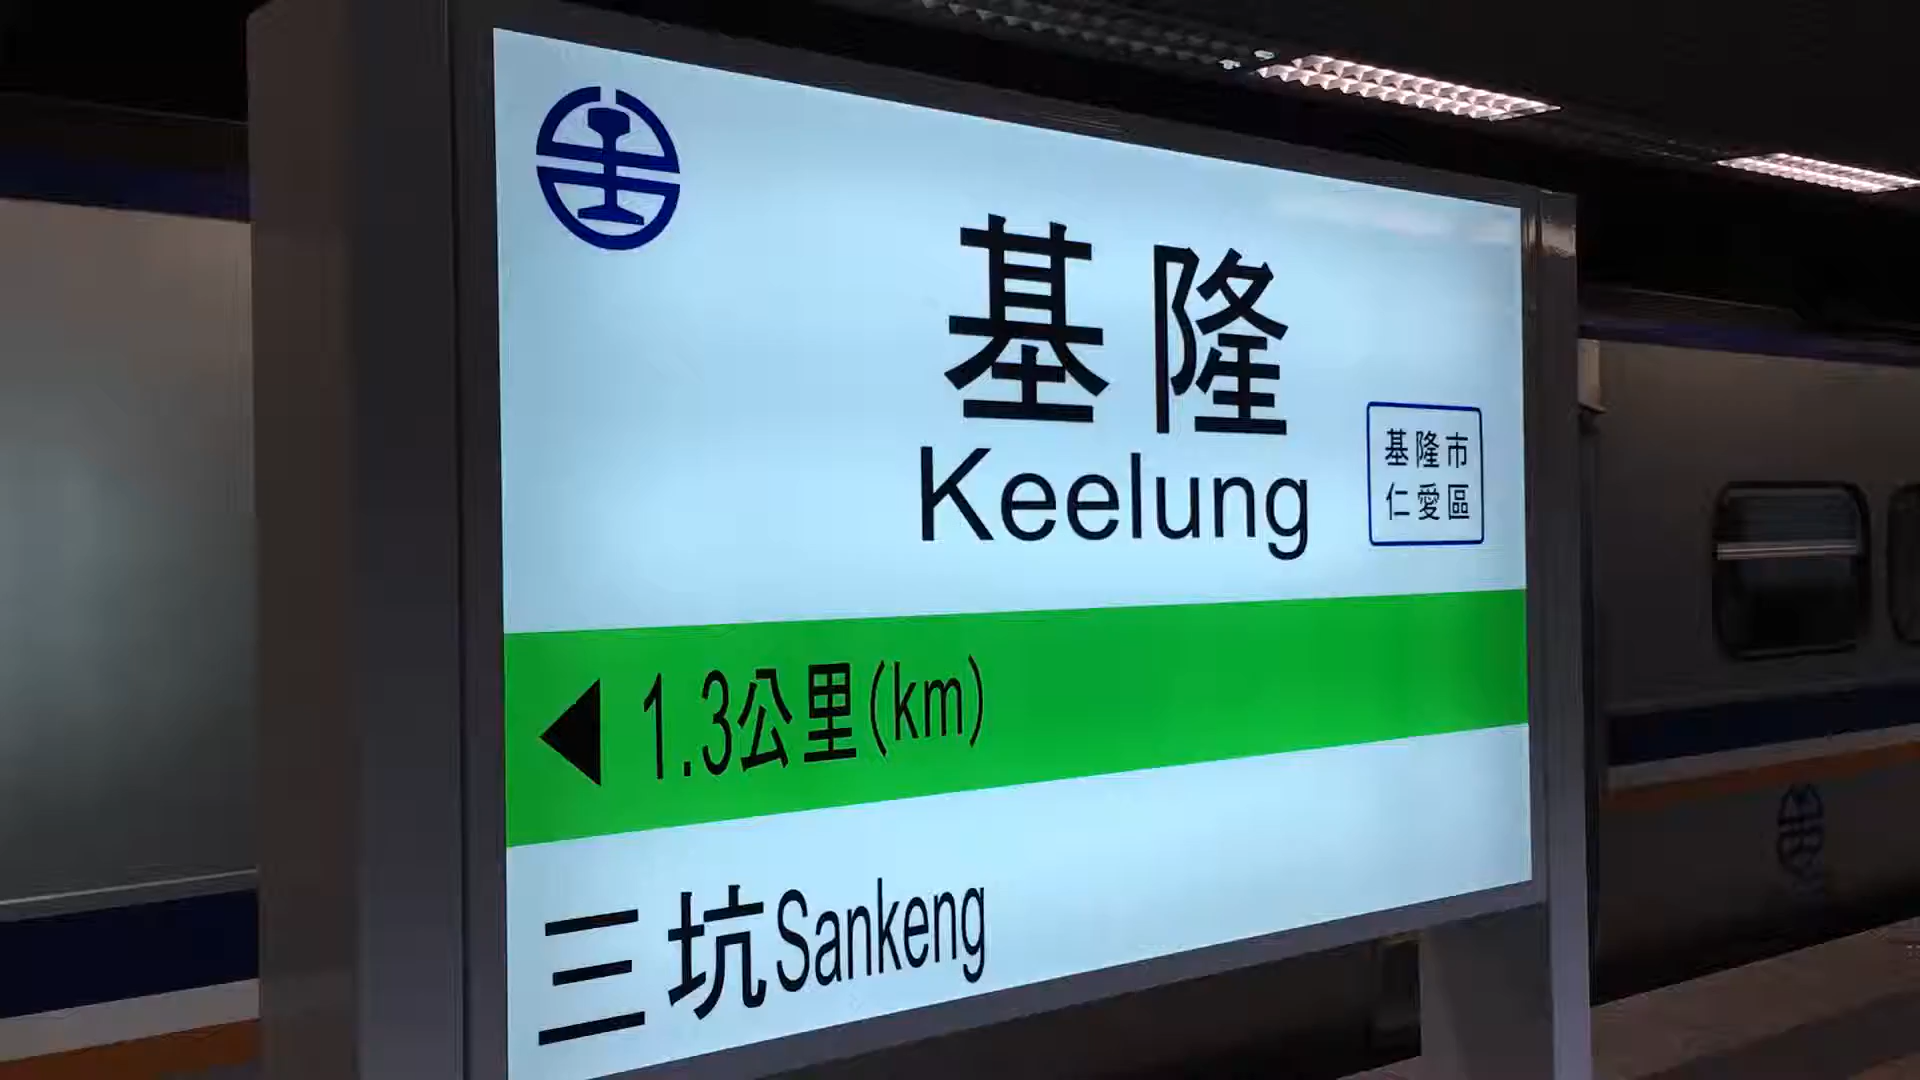 基隆
Keelung
基隆市
仁愛區
◀ 1.3公里(km)
三坑Sankeng